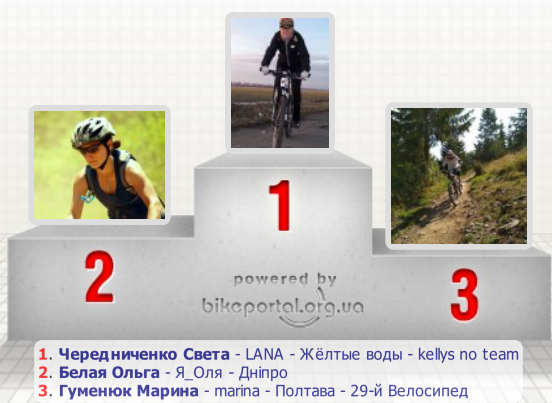 1
2
3
powered by
bikeportal.org.ua
1. Чередниченко Света - LANA - Жёлтые воды - kellys no team
2. Белая Ольга - Я_Оля - Дніпро
3. Гуменюк Марина - marina - Полтава - 29-й Велосипед